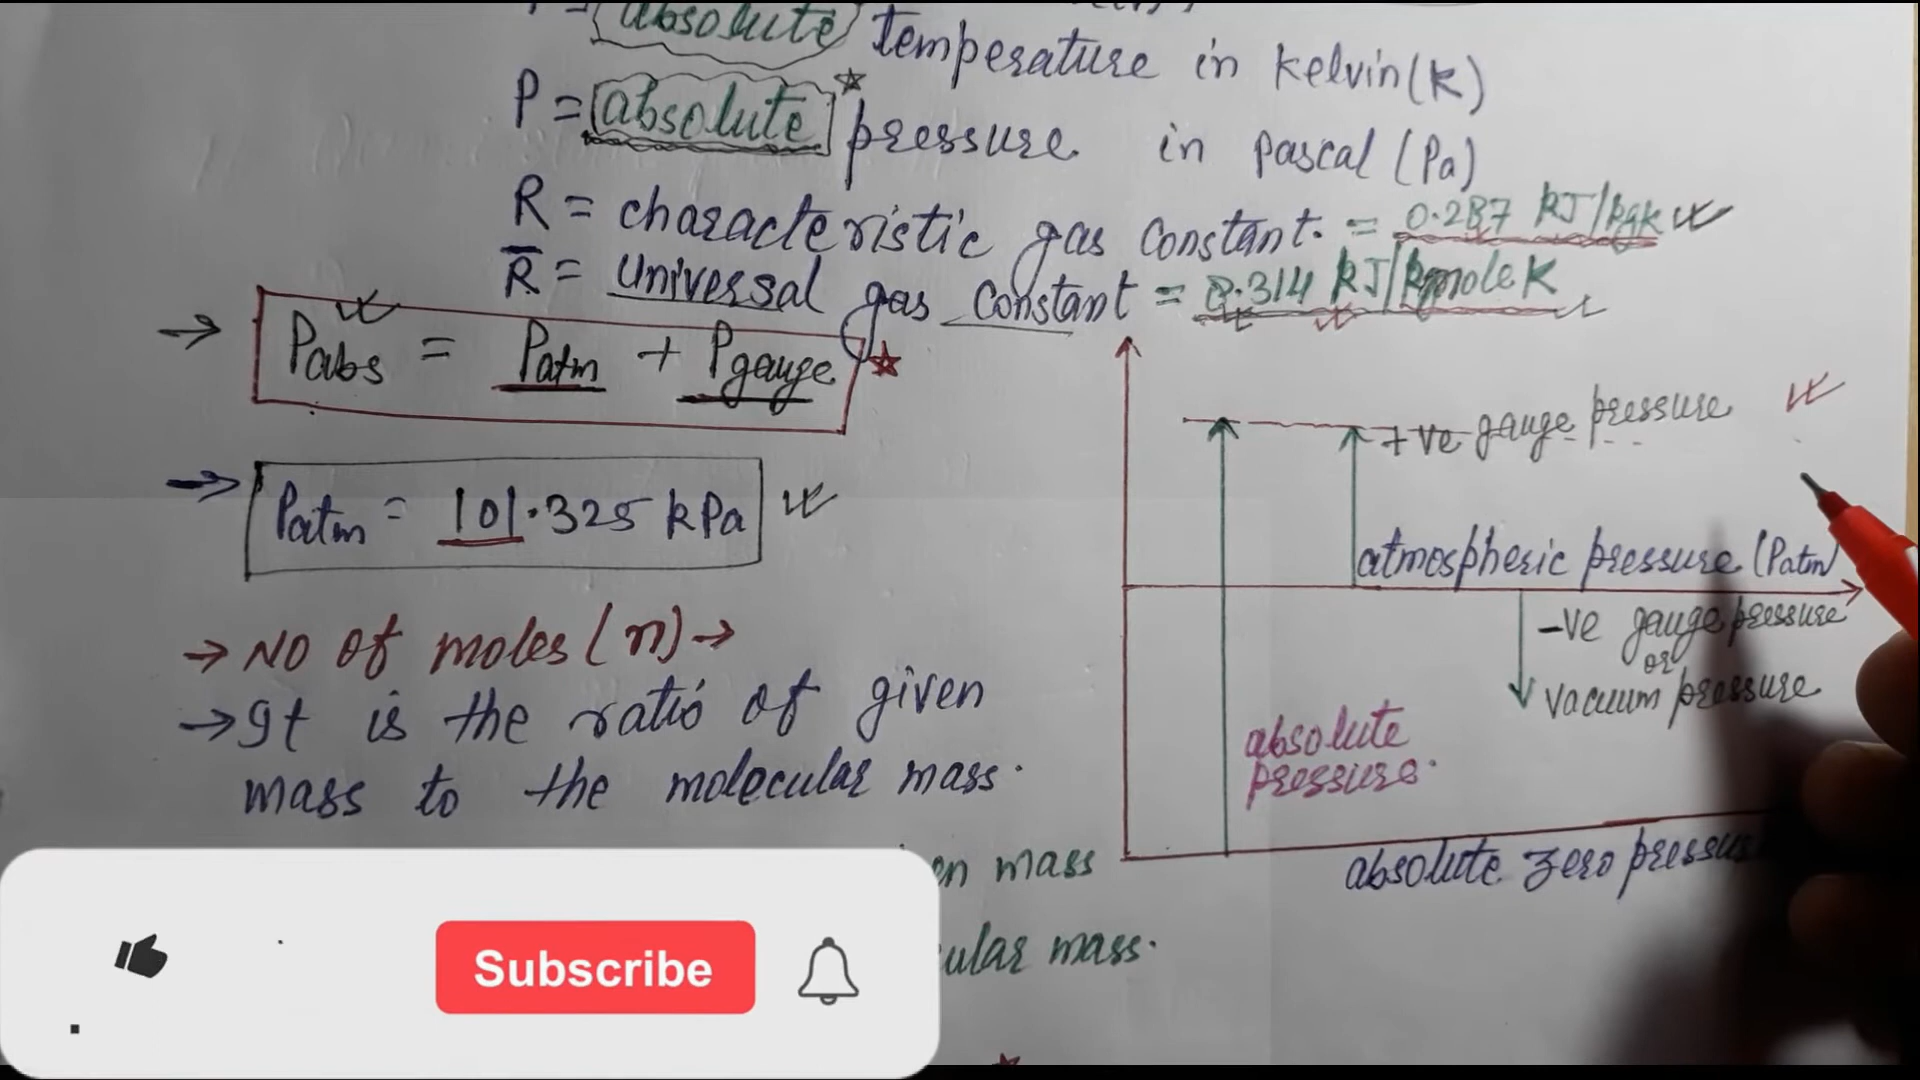 absolute temperature in Kelvin (K)
P = absolute pressure in pascal (Pa)
R = characteristic gas constant. = 0.287 kJ/kgK
R̅ = Universal gas constant = 8.314 kJ/kmole K
Pabs = Patm + Pgauge
Patm = 101.325 kPa
→ NO of moles (n) →
→ It is the ratio of given
mass to the molecular mass.
en mass
ular mass.
+ve gauge pressure
atmospheric pressure (Patm)
-ve gauge pressure
or
vacuum pressure
absolute
pressure.
absolute zero pressu
Subscribe